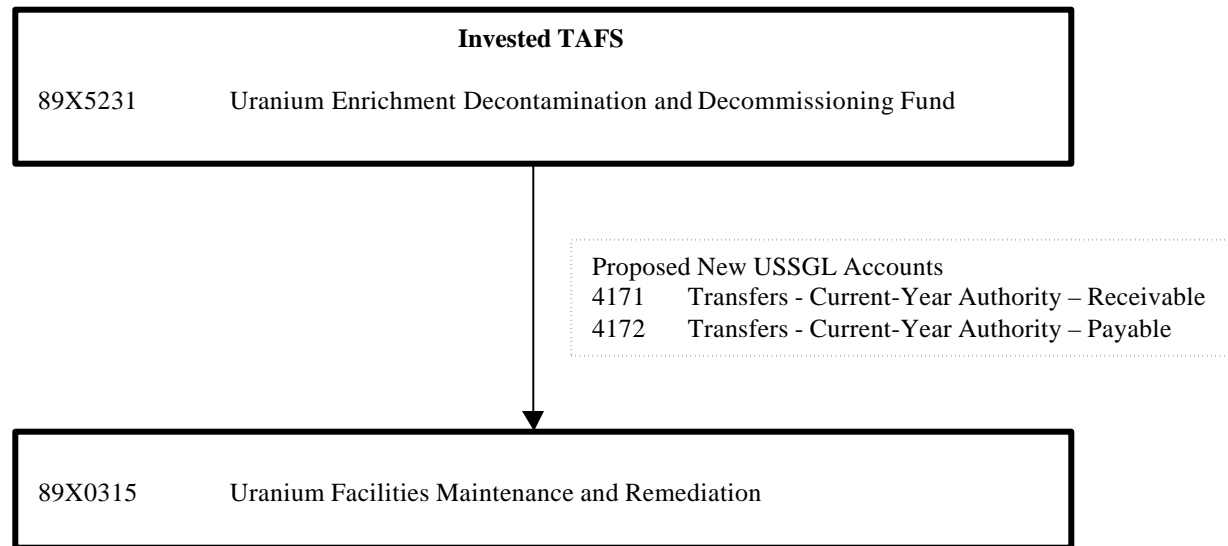 Invested TAFS
89X5231 Uranium Enrichment Decontamination and Decommissioning Fund
Proposed New USSGL Accounts
4171 Transfers - Current-Year Authority – Receivable
4172 Transfers - Current-Year Authority – Payable
89X0315 Uranium Facilities Maintenance and Remediation